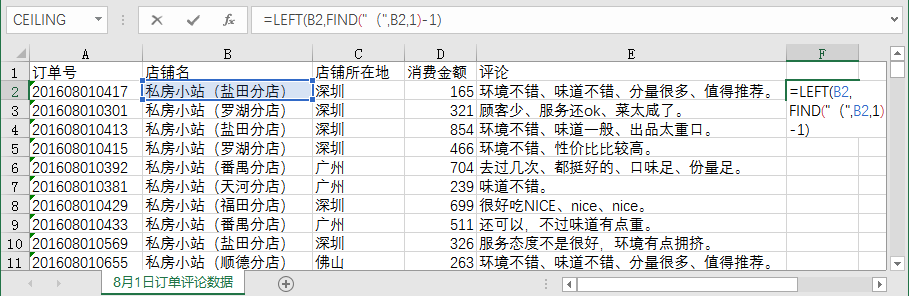 CEILING =LEFT(B2,FIND("（",B2,1)-1)
A B C D E F
1 订单号 店铺名 店铺所在地 消费金额 评论
2 201608010417 私房小站（盐田分店） 深圳 165 环境不错、味道不错、分量很多、值得推荐。 =LEFT(B2,
3 201608010301 私房小站（罗湖分店） 深圳 321 顾客少、服务还ok、菜太咸了。 FIND("（",B2,1)
4 201608010413 私房小站（盐田分店） 深圳 854 环境不错、味道一般、出品太重口。 -1)
5 201608010415 私房小站（罗湖分店） 深圳 466 环境不错、性价比比较高。
6 201608010392 私房小站（番禺分店） 广州 704 去过几次、都挺好的、口味足、份量足。
7 201608010381 私房小站（天河分店） 广州 239 味道不错。
8 201608010429 私房小站（福田分店） 深圳 699 很好吃NICE、nice、nice。
9 201608010433 私房小站（番禺分店） 广州 511 还可以，不过味道有点重。
10 201608010569 私房小站（盐田分店） 深圳 326 服务态度不是很好，环境有点拥挤。
11 201608010655 私房小站（顺德分店） 佛山 263 环境不错、味道不错、分量很多、值得推荐。
8月1日订单评论数据